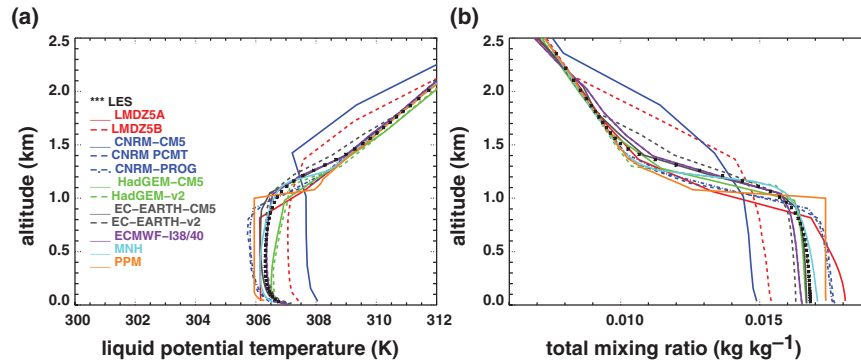 (a)
(b)
2.5
2.0
1.5
1.0
0.5
0.0
altitude (km)
*** LES
LMDZ5A
LMDZ5B
CNRM−CM5
CNRM PCMT
CNRM−PROG
HadGEM−CM5
HadGEM−v2
EC−EARTH−CM5
EC−EARTH−v2
ECMWF−I38/40
MNH
PPM
300 302 304 306 308 310 312
liquid potential temperature (K)
2.5
2.0
1.5
1.0
0.5
0.0
altitude (km)
0.010 0.015
total mixing ratio (kg kg−1)